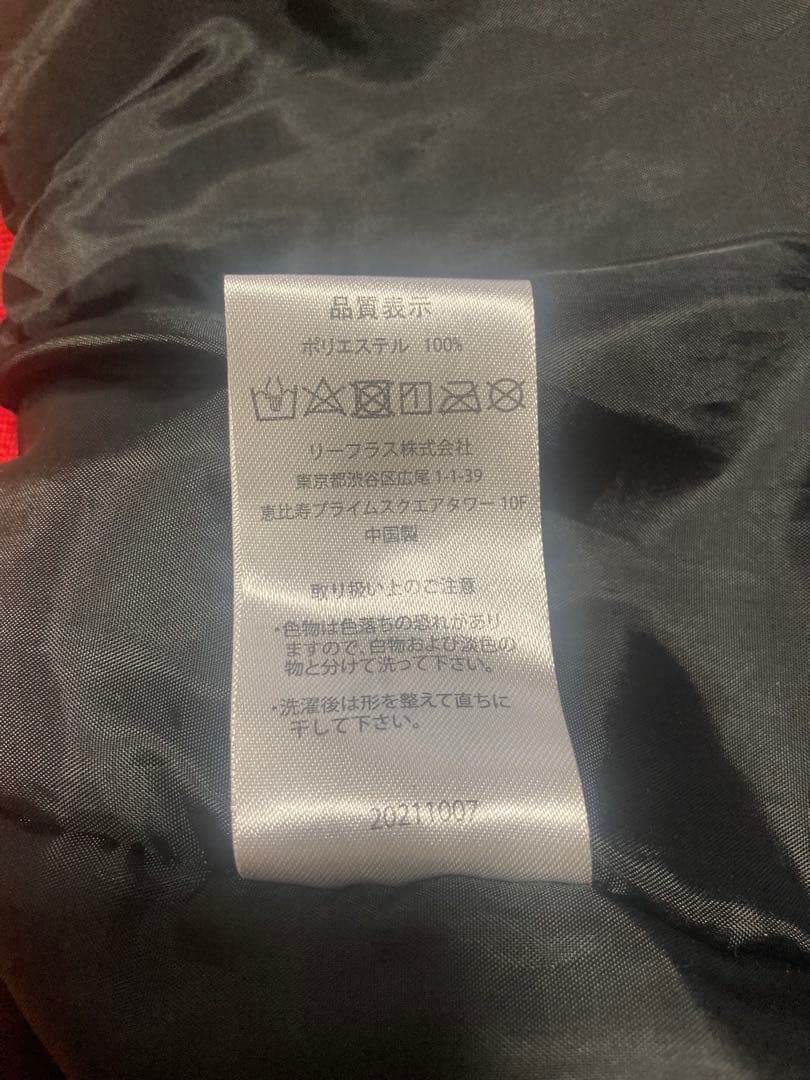 品質表示
ポリエステル 100%
リーフラス株式会社
東京都渋谷区広尾 1-1-39
恵比寿プライムスクエアタワー 10F
中国製
取り扱い上のご注意
・色物は色落ちの恐れがあり
ますので、白物および淡色の
物と分けて洗って下さい。
・洗濯後は形を整えて直ちに
干して下さい。
20211007